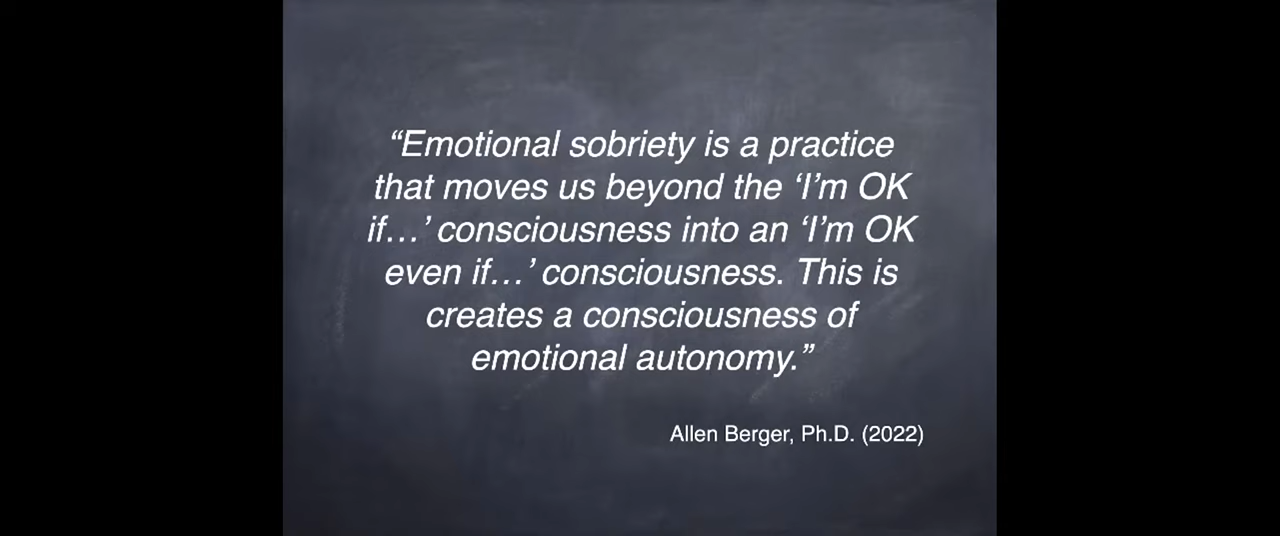 “Emotional sobriety is a practice
that moves us beyond the ‘I’m OK
if…’ consciousness into an ‘I’m OK
even if…’ consciousness. This is
creates a consciousness of
emotional autonomy.”
Allen Berger, Ph.D. (2022)